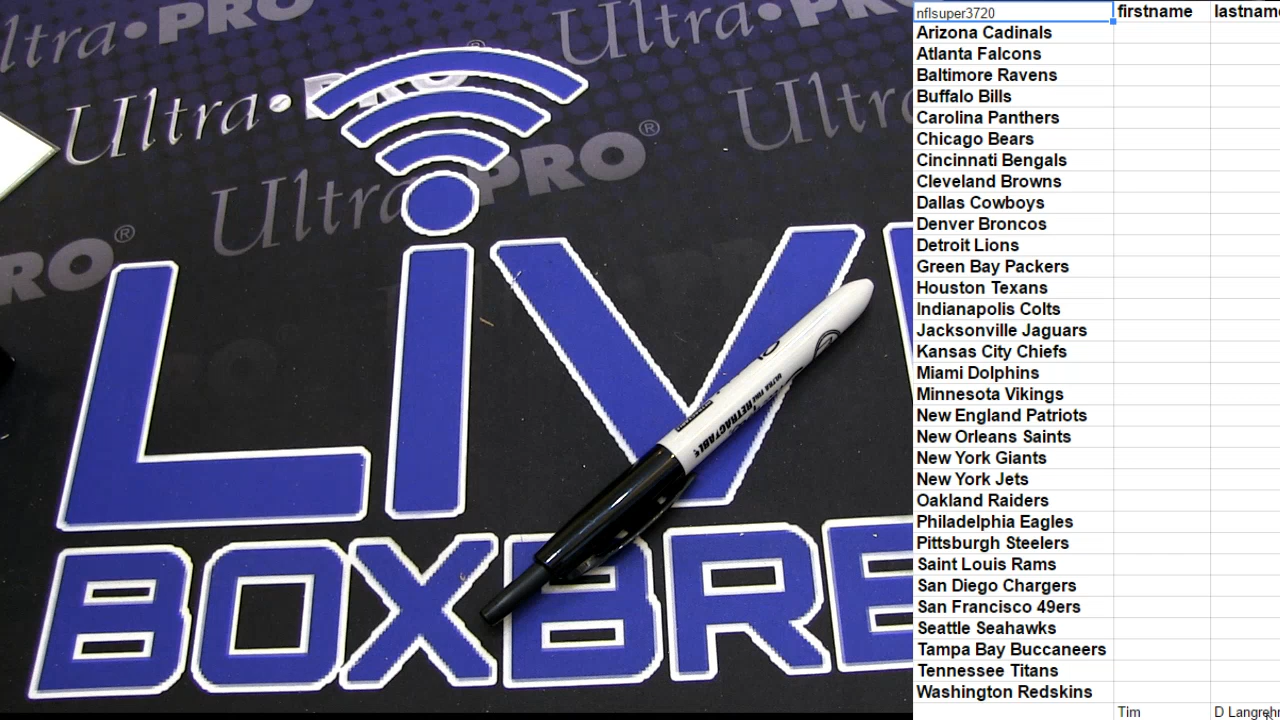 Ultra•PRO
Ultra•PRO
Ultra•PRO®
Ultra PRO®
Ultra
PRO®
LiV
BOXBRE
RETRACTABLE
ULTRA FINE
nflsuper3720 firstname lastname
Arizona Cadinals
Atlanta Falcons
Baltimore Ravens
Buffalo Bills
Carolina Panthers
Chicago Bears
Cincinnati Bengals
Cleveland Browns
Dallas Cowboys
Denver Broncos
Detroit Lions
Green Bay Packers
Houston Texans
Indianapolis Colts
Jacksonville Jaguars
Kansas City Chiefs
Miami Dolphins
Minnesota Vikings
New England Patriots
New Orleans Saints
New York Giants
New York Jets
Oakland Raiders
Philadelphia Eagles
Pittsburgh Steelers
Saint Louis Rams
San Diego Chargers
San Francisco 49ers
Seattle Seahawks
Tampa Bay Buccaneers
Tennessee Titans
Washington Redskins
Tim D Langrehr